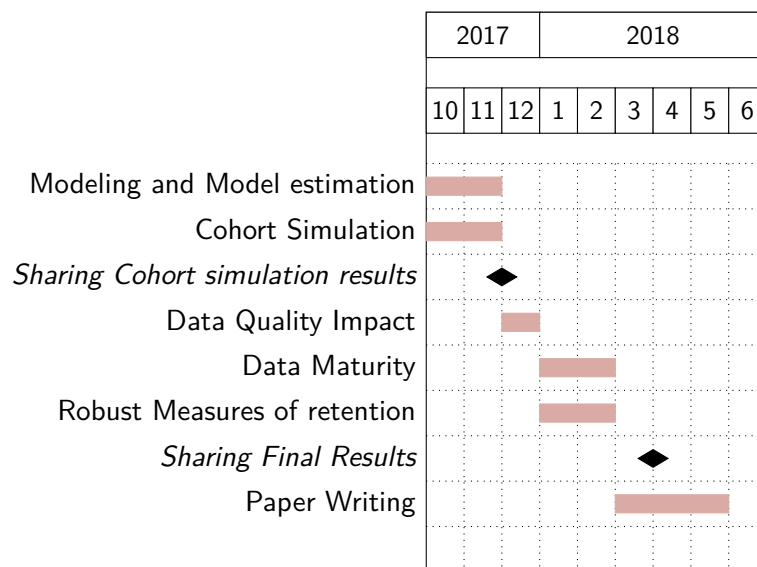 2017 2018
10 11 12 1 2 3 4 5 6
Modeling and Model estimation
Cohort Simulation
Sharing Cohort simulation results
Data Quality Impact
Data Maturity
Robust Measures of retention
Sharing Final Results
Paper Writing